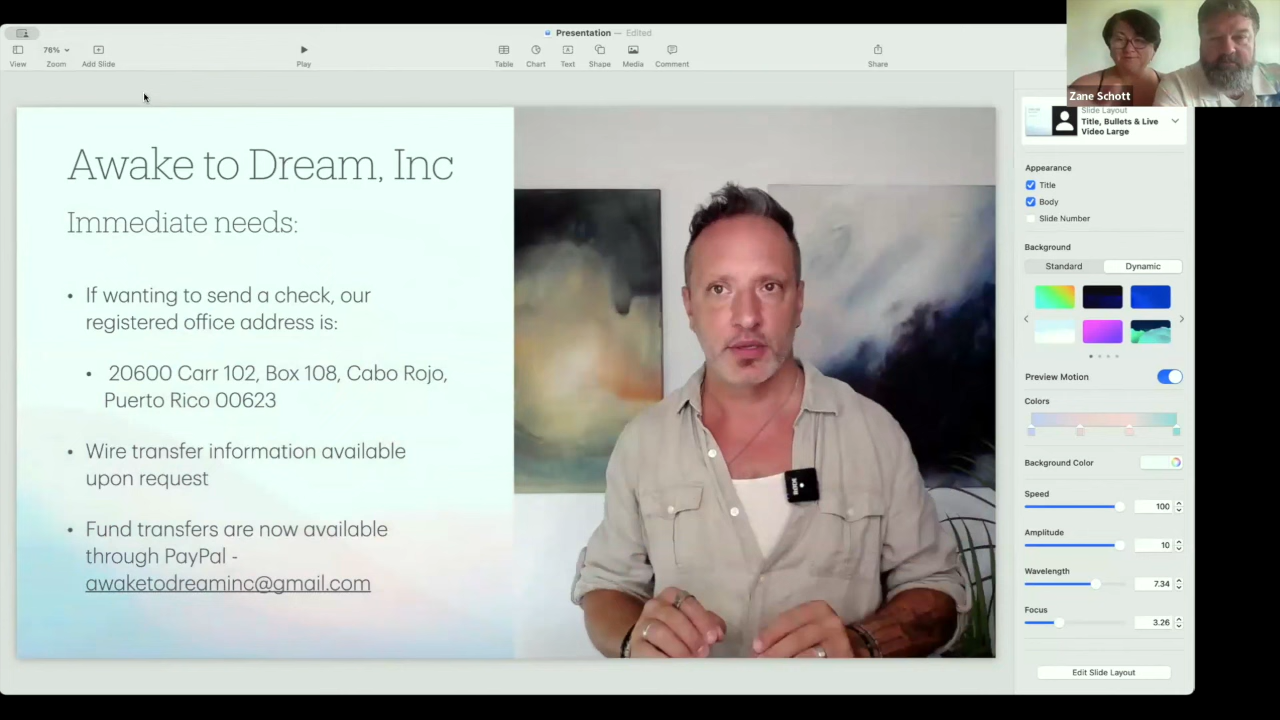 Presentation — Edited
View
76%
Zoom
Add Slide
Play
Table
Chart
Text
Shape
Media
Comment
Share
Zane Schott
Awake to Dream, Inc
Immediate needs:
• If wanting to send a check, our
registered office address is:
• 20600 Carr 102, Box 108, Cabo Rojo,
Puerto Rico 00623
• Wire transfer information available
upon request
• Fund transfers are now available
through PayPal -
awaketodreaminc@gmail.com
RØDE
Slide Layout
Title, Bullets & Live
Video Large
Appearance
Title
Body
Slide Number
Background
Standard
Dynamic
Preview Motion
Colors
Background Color
Speed
100
Amplitude
10
Wavelength
7.34
Focus
3.26
Edit Slide Layout